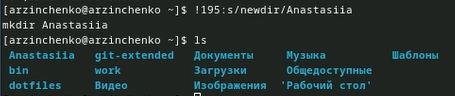 [arzinchenko@arzinchenko ~]$ !195:s/newdir/Anastasiia
mkdir Anastasiia
[arzinchenko@arzinchenko ~]$ ls
Anastasiia git-extended Документы Музыка Шаблоны
bin work Загрузки Общедоступные
dotfiles Видео Изображения 'Рабочий стол'